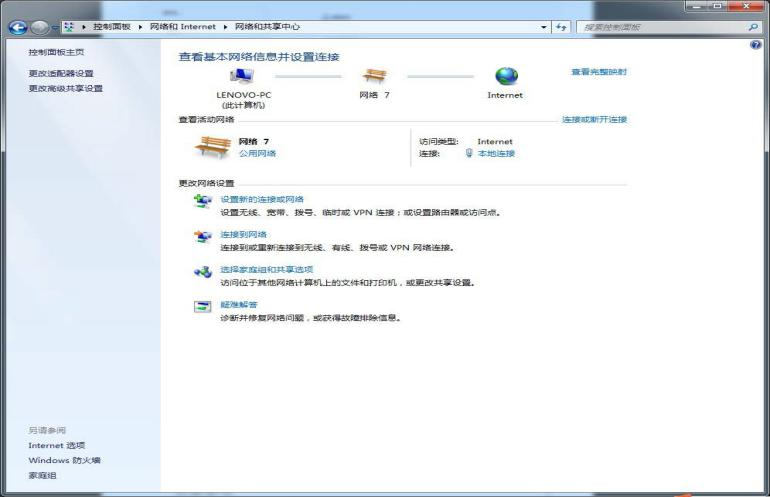 控制面板 ▸ 网络和 Internet ▸ 网络和共享中心
搜索控制面板
控制面板主页
更改适配器设置
更改高级共享设置
查看基本网络信息并设置连接
查看完整映射
LENOVO-PC
(此计算机)
网络 7
Internet
查看活动网络
连接或断开连接
网络 7
公用网络
访问类型: Internet
连接: 本地连接
更改网络设置
设置新的连接或网络
设置无线、宽带、拨号、临时或 VPN 连接；或设置路由器或访问点。
连接到网络
连接到或重新连接到无线、有线、拨号或 VPN 网络连接。
选择家庭组和共享选项
访问位于其他网络计算机上的文件和打印机，或更改共享设置。
疑难解答
诊断并修复网络问题，或获得故障排除信息。
另请参阅
Internet 选项
Windows 防火墙
家庭组